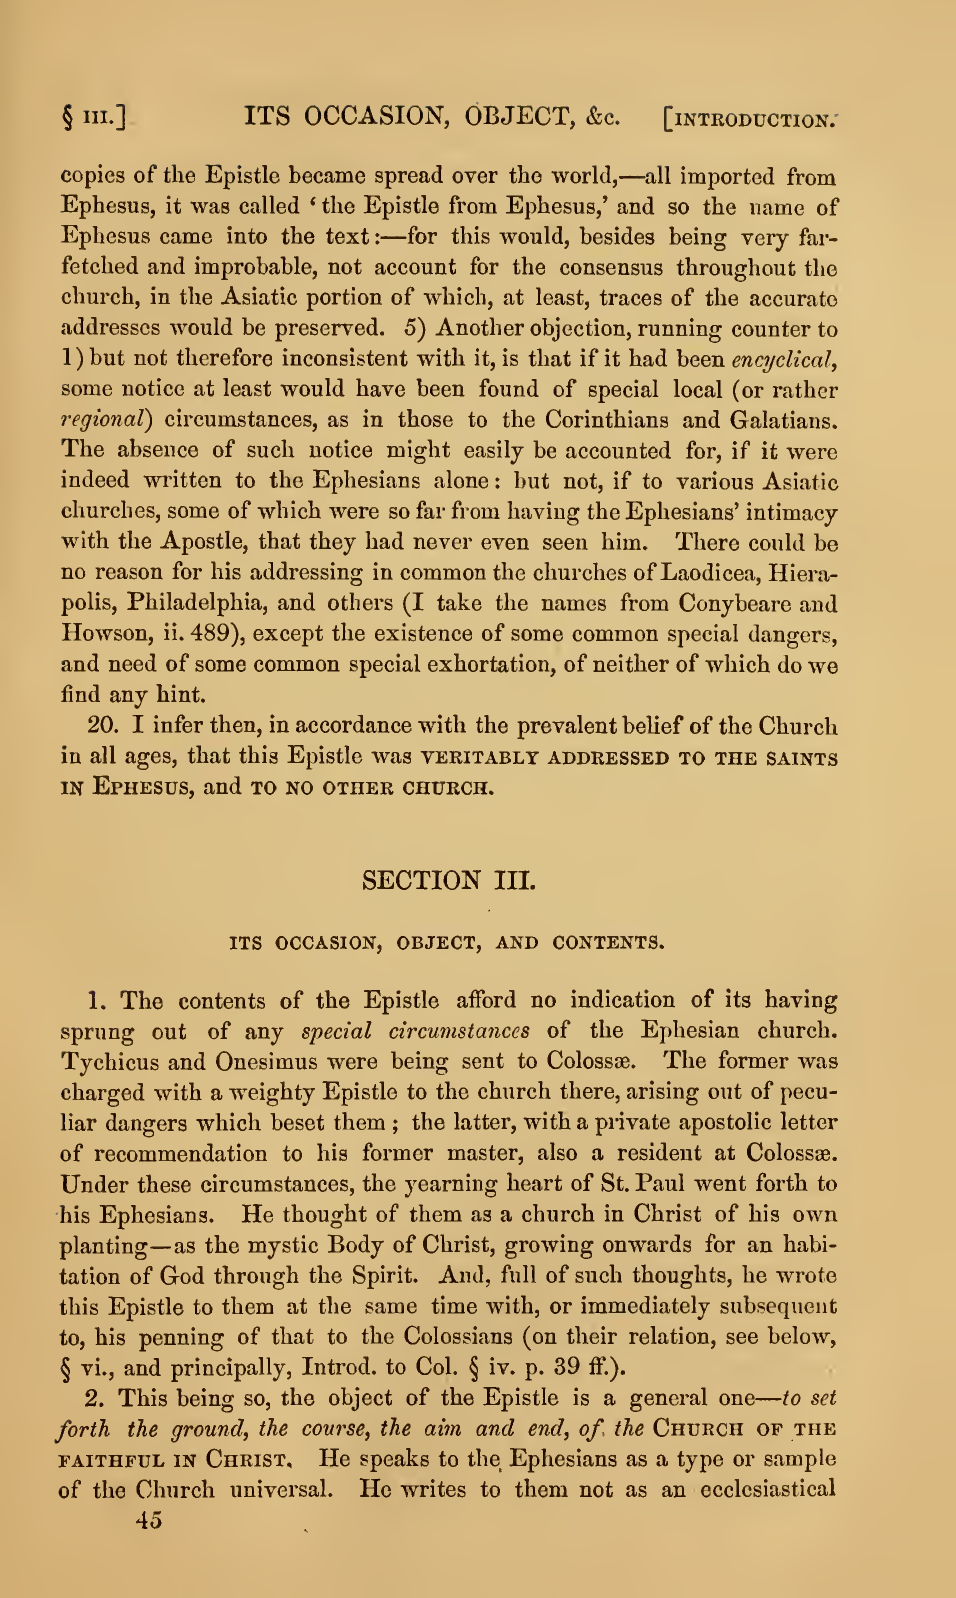 § III.] ITS OCCASION, OBJECT, &c. [INTRODUCTION.
copies of the Epistle became spread over the world,—all imported from
Ephesus, it was called ‘the Epistle from Ephesus,’ and so the name of
Ephesus came into the text:—for this would, besides being very far-
fetched and improbable, not account for the consensus throughout the
church, in the Asiatic portion of which, at least, traces of the accurate
addresses would be preserved. 5) Another objection, running counter to
1) but not therefore inconsistent with it, is that if it had been encyclical,
some notice at least would have been found of special local (or rather
regional) circumstances, as in those to the Corinthians and Galatians.
The absence of such notice might easily be accounted for, if it were
indeed written to the Ephesians alone: but not, if to various Asiatic
churches, some of which were so far from having the Ephesians’ intimacy
with the Apostle, that they had never even seen him. There could be
no reason for his addressing in common the churches of Laodicea, Hiera-
polis, Philadelphia, and others (I take the names from Conybeare and
Howson, ii. 489), except the existence of some common special dangers,
and need of some common special exhortation, of neither of which do we
find any hint.
20. I infer then, in accordance with the prevalent belief of the Church
in all ages, that this Epistle was VERITABLY ADDRESSED TO THE SAINTS
IN EPHESUS, and TO NO OTHER CHURCH.
SECTION III.
ITS OCCASION, OBJECT, AND CONTENTS.
1. The contents of the Epistle afford no indication of its having
sprung out of any special circumstances of the Ephesian church.
Tychicus and Onesimus were being sent to Colossæ. The former was
charged with a weighty Epistle to the church there, arising out of pecu-
liar dangers which beset them; the latter, with a private apostolic letter
of recommendation to his former master, also a resident at Colossæ.
Under these circumstances, the yearning heart of St. Paul went forth to
his Ephesians. He thought of them as a church in Christ of his own
planting—as the mystic Body of Christ, growing onwards for an habi-
tation of God through the Spirit. And, full of such thoughts, he wrote
this Epistle to them at the same time with, or immediately subsequent
to, his penning of that to the Colossians (on their relation, see below,
§ vi., and principally, Introd. to Col. § iv. p. 39 ff.).
2. This being so, the object of the Epistle is a general one—to set
forth the ground, the course, the aim and end, of the CHURCH OF THE
FAITHFUL IN CHRIST. He speaks to the Ephesians as a type or sample
of the Church universal. He writes to them not as an ecclesiastical
45